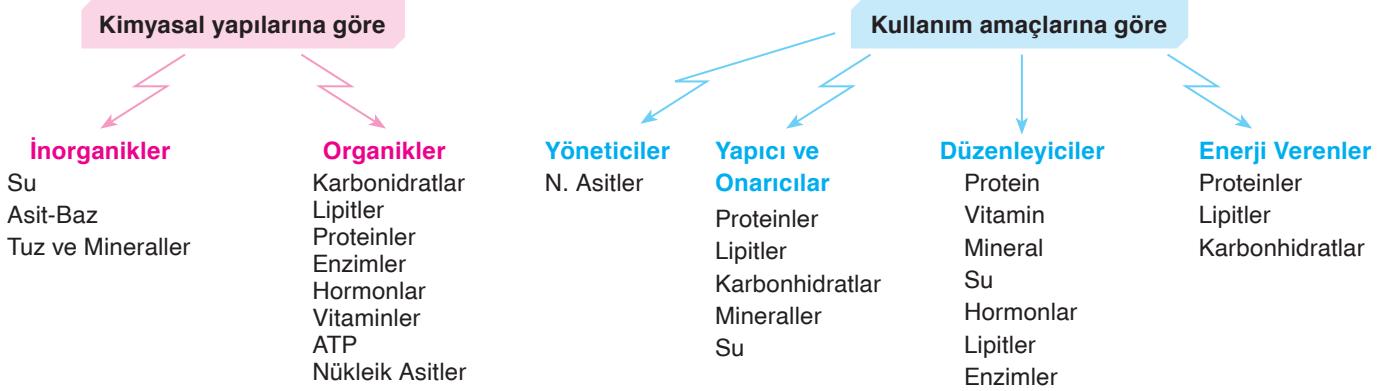 Kimyasal yapılarına göre
İnorganikler
Su
Asit-Baz
Tuz ve Mineraller
Organikler
Karbonidratlar
Lipitler
Proteinler
Enzimler
Hormonlar
Vitaminler
ATP
Nükleik Asitler
Kullanım amaçlarına göre
Yöneticiler
N. Asitler
Yapıcı ve
Onarıcılar
Proteinler
Lipitler
Karbonhidratlar
Mineraller
Su
Düzenleyiciler
Protein
Vitamin
Mineral
Su
Hormonlar
Lipitler
Enzimler
Enerji Verenler
Proteinler
Lipitler
Karbonhidratlar